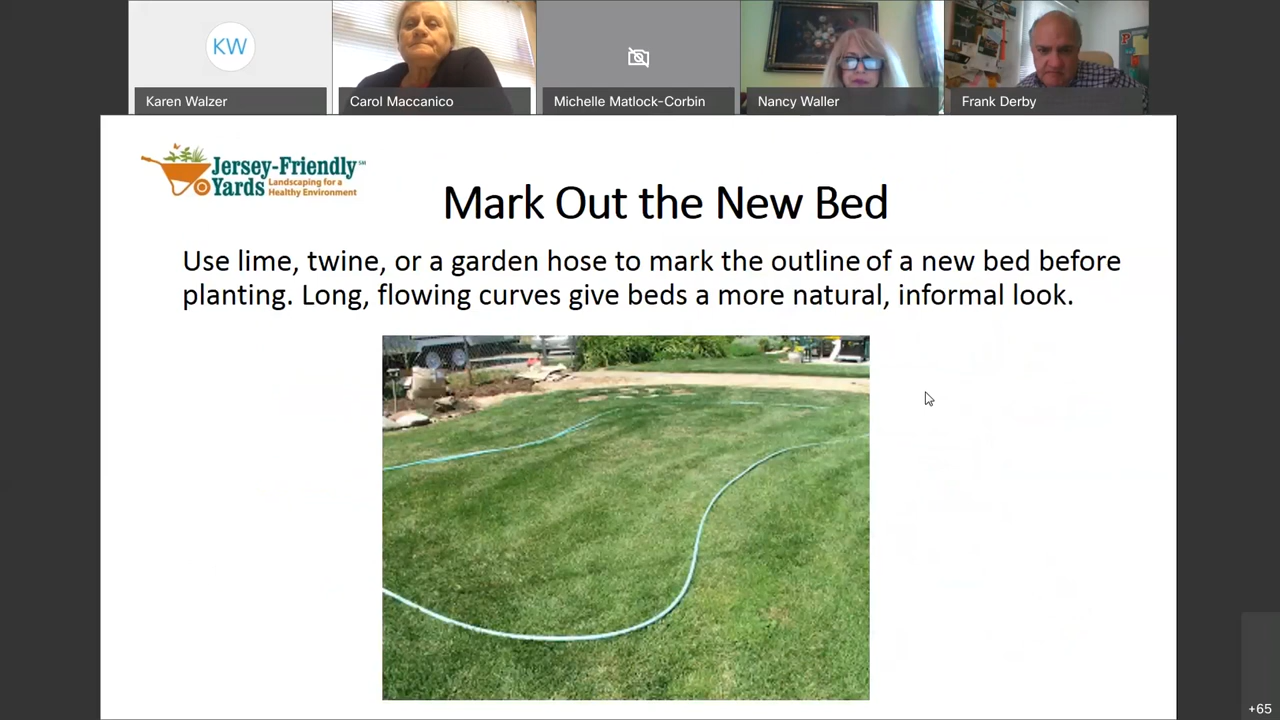 KW
Karen Walzer
Carol Maccanico
Michelle Matlock-Corbin
Nancy Waller
Frank Derby
Jersey-Friendly
Yards
SM
Landscaping for a
Healthy Environment
Mark Out the New Bed
Use lime, twine, or a garden hose to mark the outline of a new bed before
planting. Long, flowing curves give beds a more natural, informal look.
+65